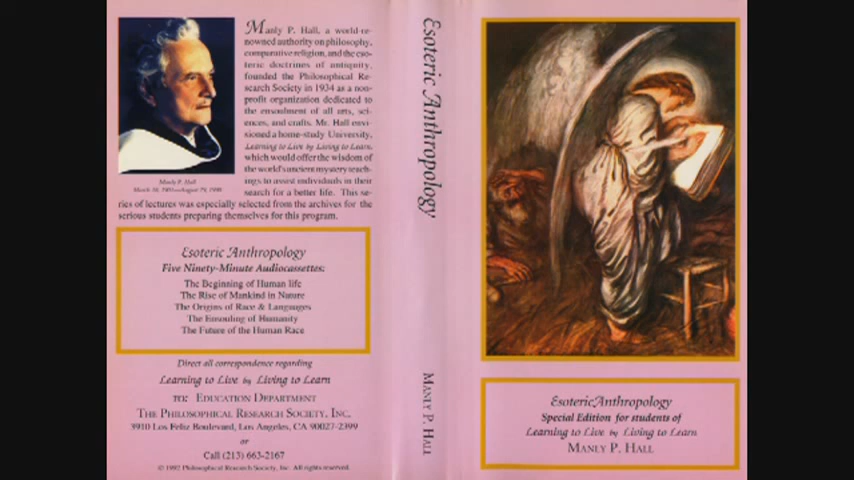 Manly P. Hall, a world-re-
nowned authority on philosophy,
comparative religion, and the eso-
teric doctrines of antiquity,
founded the Philosophical Re-
search Society in 1934 as a non-
profit organization dedicated to
the ensoulment of all arts, sci-
ences, and crafts. Mr. Hall envi-
sioned a home-study University,
Learning to Live by Living to Learn,
which would offer the wisdom of
the world's ancient mystery teach-
ings to assist individuals in their
search for a better life. This se-
ries of lectures was especially selected from the archives for the
serious students preparing themselves for this program.
Manly P. Hall
Esoteric Anthropology
Five Ninety-Minute Audiocassettes:
The Beginning of Human life
The Rise of Mankind in Nature
The Origins of Race & Languages
The Ensouling of Humanity
The Future of the Human Race
Direct all correspondence regarding
Learning to Live by Living to Learn
TO: EDUCATION DEPARTMENT
THE PHILOSOPHICAL RESEARCH SOCIETY, INC.
3910 Los Feliz Boulevard, Los Angeles, CA 90027-2399
or
Call (213) 663-2167
© 1992 Philosophical Research Society, Inc. All rights reserved.
Esoteric Anthropology
MANLY P. HALL
Esoteric Anthropology
Special Edition for students of
Learning to Live by Living to Learn
MANLY P. HALL